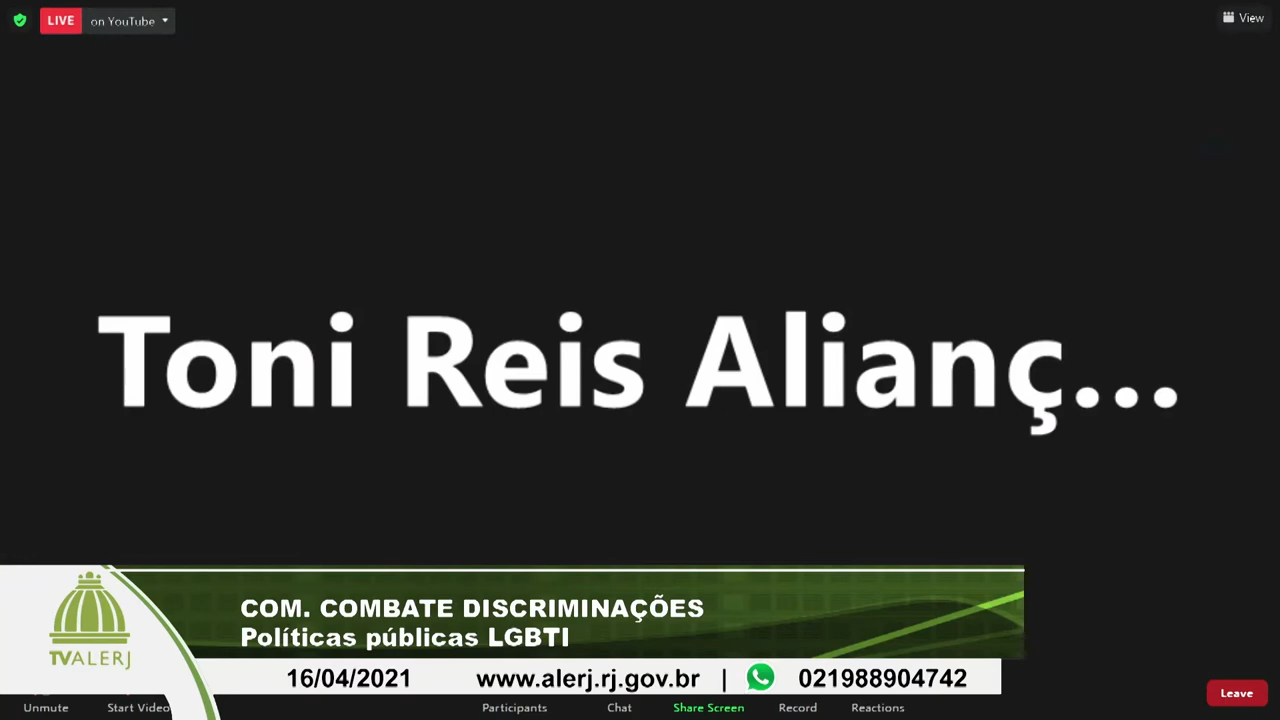 LIVE on YouTube
View
Toni Reis Alianç...
COM. COMBATE DISCRIMINAÇÕES
Políticas públicas LGBTI
TVALERJ
16/04/2021 www.alerj.rj.gov.br | 021988904742
Leave
Unmute Start Video Participants Chat Share Screen Record Reactions